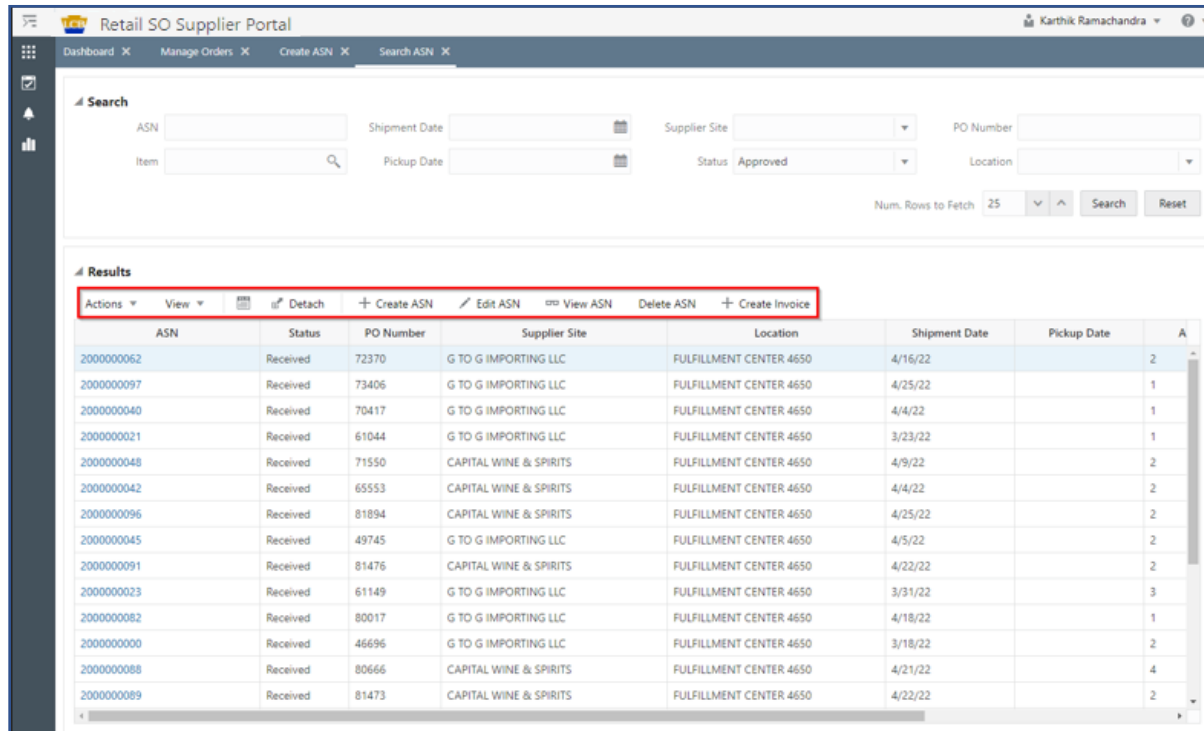 LCB Retail SO Supplier Portal Karthik Ramachandra
Dashboard Manage Orders Create ASN Search ASN
Search
ASN Shipment Date Supplier Site PO Number
Item Pickup Date Status Approved Location
Num. Rows to Fetch 25 Search Reset
Results
Actions View Detach Create ASN Edit ASN View ASN Delete ASN Create Invoice
ASN Status PO Number Supplier Site Location Shipment Date Pickup Date A
2000000062 Received 72370 G TO G IMPORTING LLC FULFILLMENT CENTER 4650 4/16/22 2
2000000097 Received 73406 G TO G IMPORTING LLC FULFILLMENT CENTER 4650 4/25/22 1
2000000040 Received 70417 G TO G IMPORTING LLC FULFILLMENT CENTER 4650 4/4/22 1
2000000021 Received 61044 G TO G IMPORTING LLC FULFILLMENT CENTER 4650 3/23/22 1
2000000048 Received 71550 CAPITAL WINE & SPIRITS FULFILLMENT CENTER 4650 4/9/22 2
2000000042 Received 65553 CAPITAL WINE & SPIRITS FULFILLMENT CENTER 4650 4/4/22 2
2000000096 Received 81894 CAPITAL WINE & SPIRITS FULFILLMENT CENTER 4650 4/25/22 2
2000000045 Received 49745 G TO G IMPORTING LLC FULFILLMENT CENTER 4650 4/5/22 2
2000000091 Received 81476 CAPITAL WINE & SPIRITS FULFILLMENT CENTER 4650 4/22/22 2
2000000023 Received 61149 G TO G IMPORTING LLC FULFILLMENT CENTER 4650 3/31/22 3
2000000082 Received 80017 G TO G IMPORTING LLC FULFILLMENT CENTER 4650 4/18/22 1
2000000000 Received 46696 G TO G IMPORTING LLC FULFILLMENT CENTER 4650 3/18/22 2
2000000088 Received 80666 CAPITAL WINE & SPIRITS FULFILLMENT CENTER 4650 4/21/22 4
2000000089 Received 81473 CAPITAL WINE & SPIRITS FULFILLMENT CENTER 4650 4/22/22 2